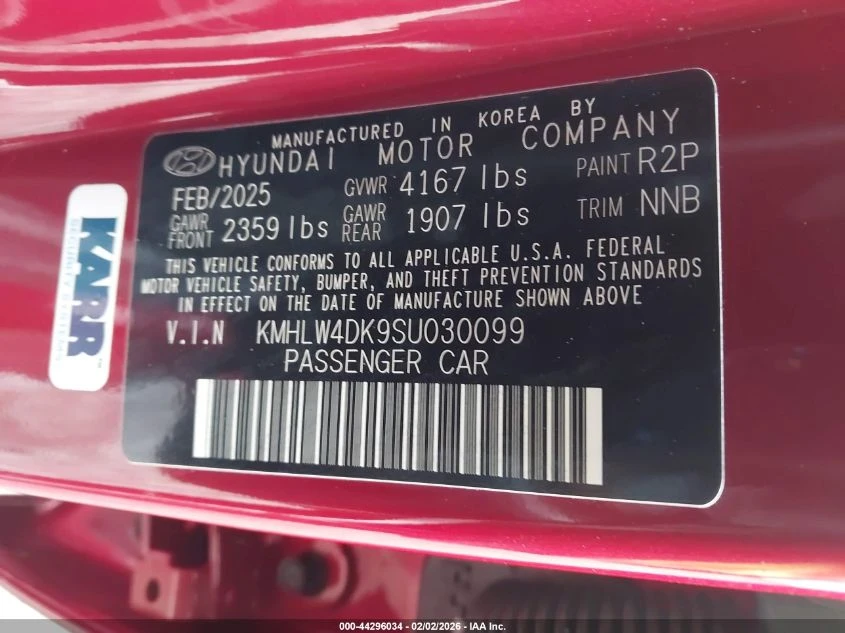 MANUFACTURED IN KOREA BY
HYUNDAI MOTOR COMPANY
FEB/2025 GVWR 4167 lbs PAINT R2P
GAWR FRONT 2359 lbs GAWR REAR 1907 lbs TRIM NNB
THIS VEHICLE CONFORMS TO ALL APPLICABLE U.S.A. FEDERAL
MOTOR VEHICLE SAFETY, BUMPER, AND THEFT PREVENTION STANDARDS
IN EFFECT ON THE DATE OF MANUFACTURE SHOWN ABOVE
V.I.N KMHLW4DK9SU030099
PASSENGER CAR
KARR™
SECURITY SYSTEMS
000-44296034 - 02/02/2026 - IAA Inc.